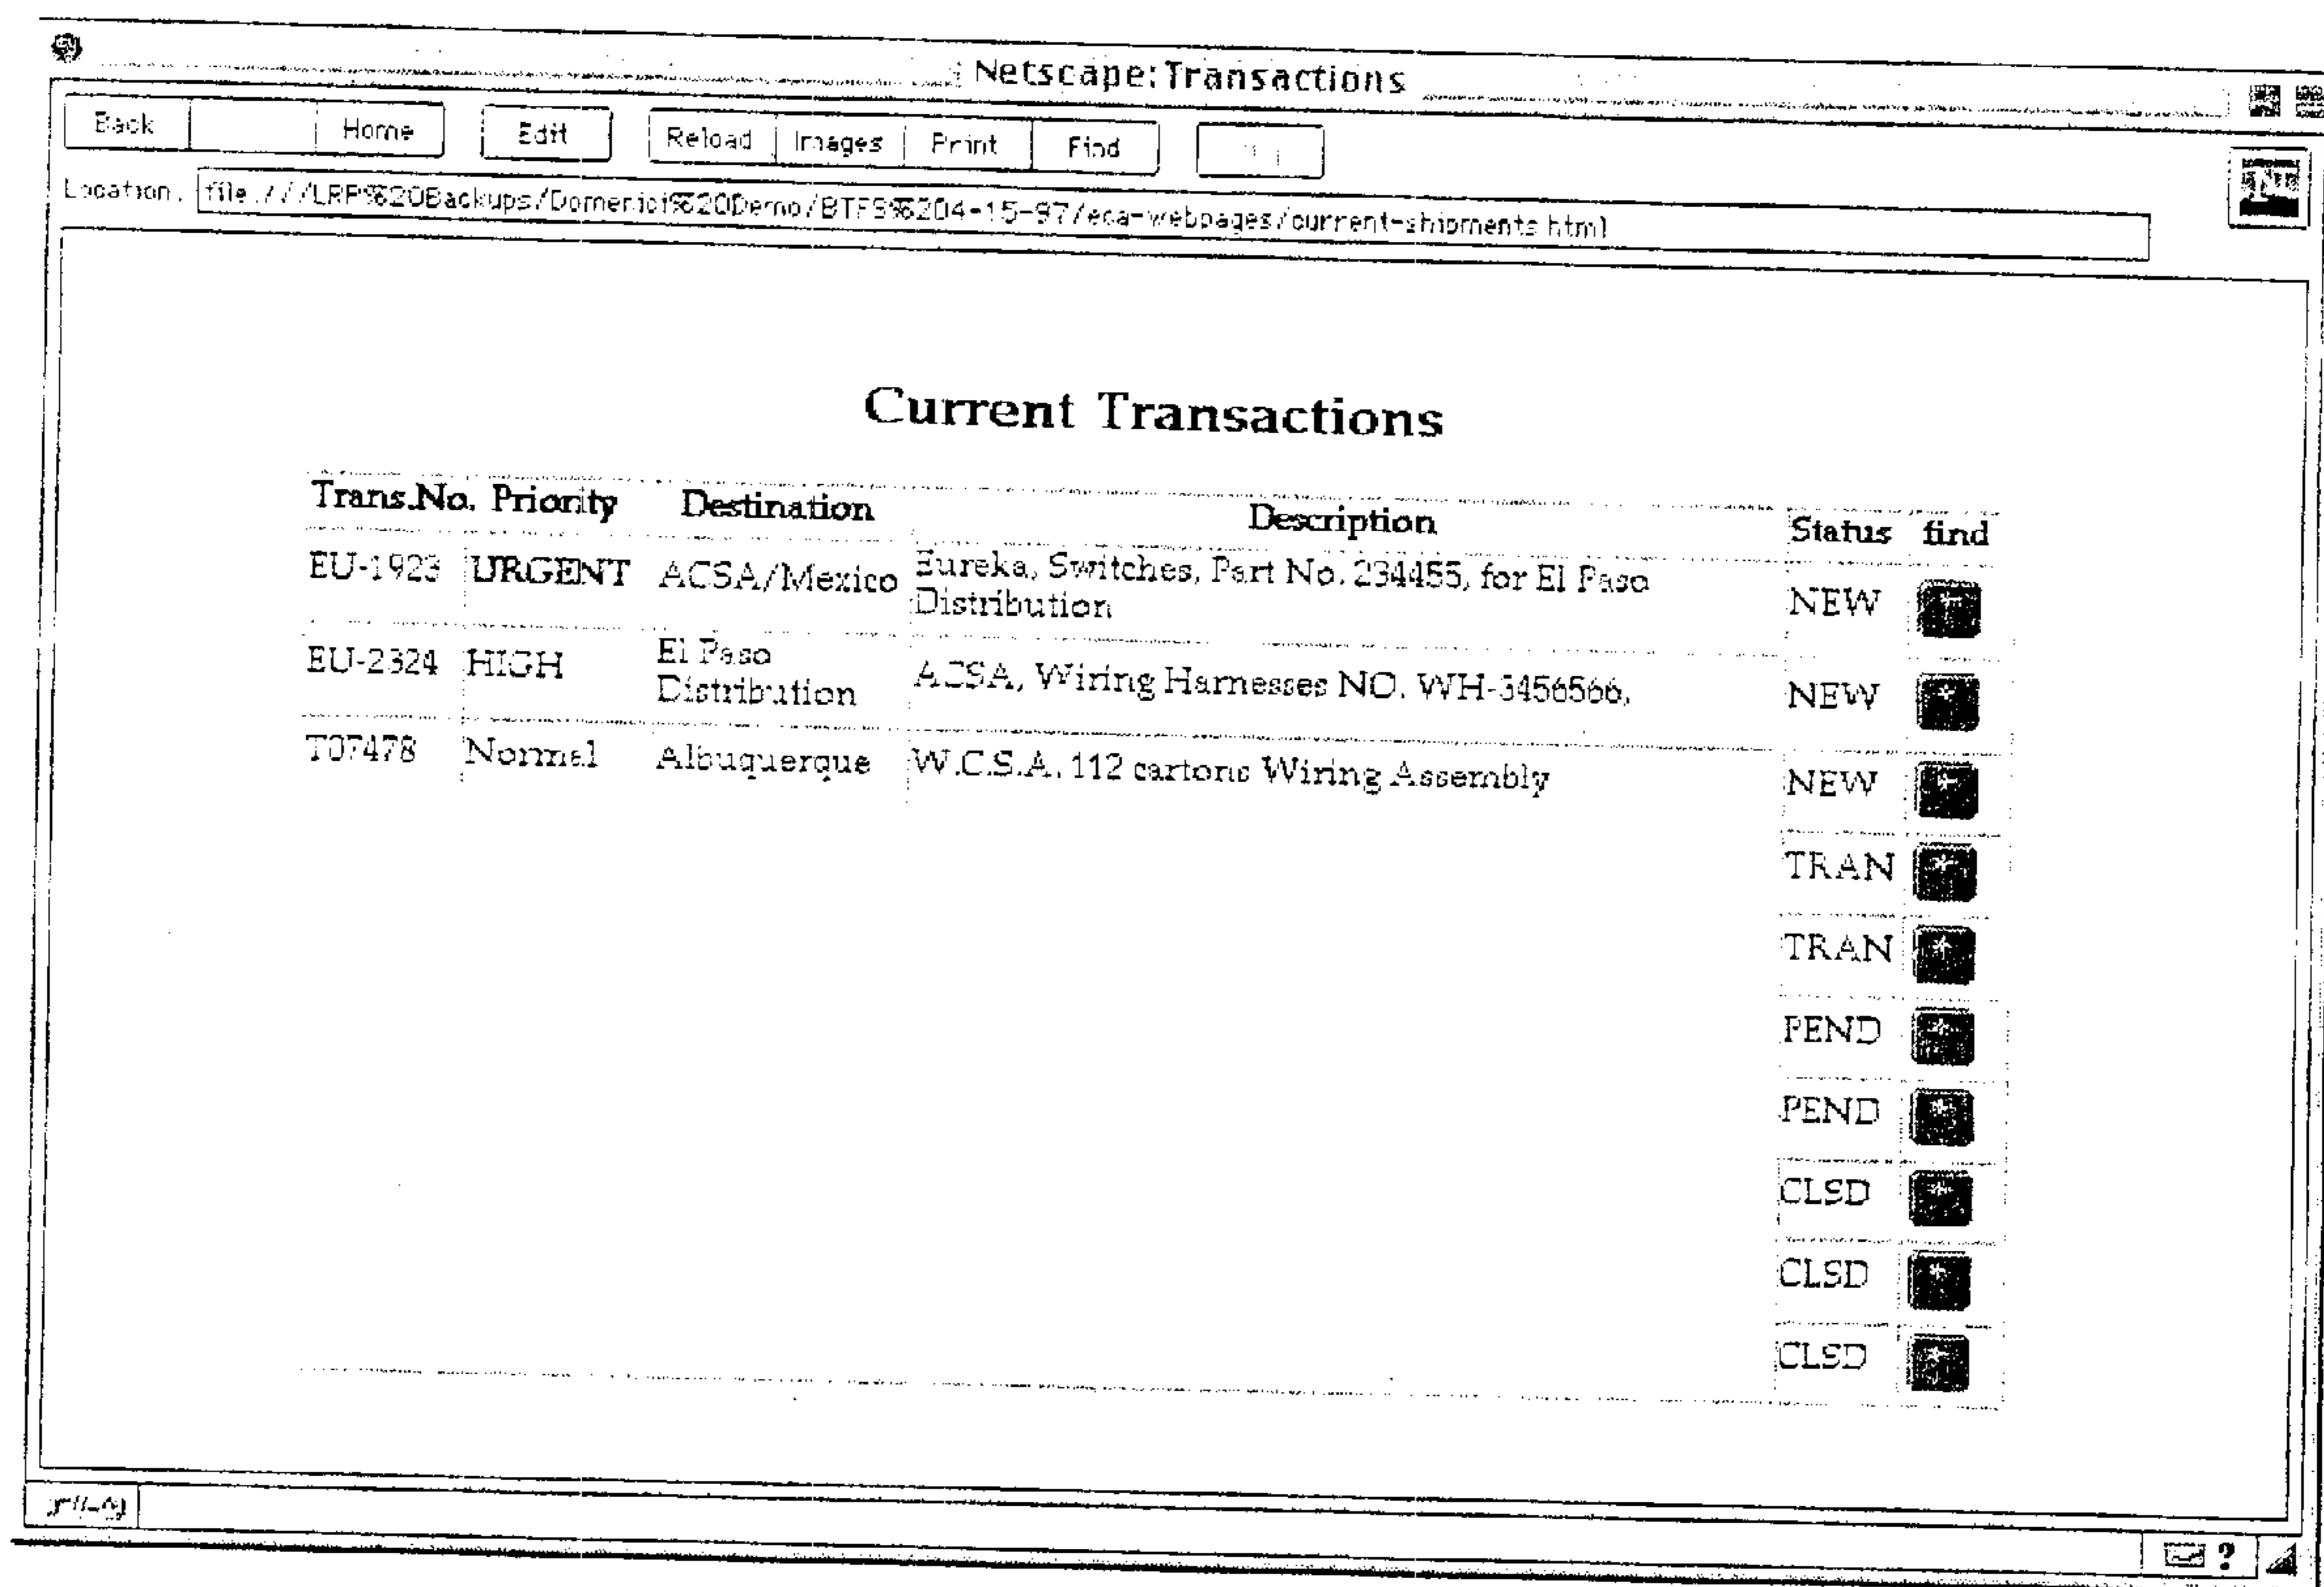 Netscape: Transactions
Back Home Edit Reload Images Print Find
Location: file:///LRP%20Backups/Domenici%20Demo/BTFS%204-15-97/eca-webpages/current-shipments.html
Current Transactions
Trans.No. Priority Destination Description Status find
EU-1923 URGENT ACSA/Mexico Eureka, Switches, Part No. 234455, for El Paso
Distribution NEW
EU-2324 HIGH El Paso
Distribution ACSA, Wiring Harnesses NO. WH-3456566, NEW
T07478 Normal Albuquerque W.C.S.A. 112 cartons Wiring Assembly NEW
TRAN
TRAN
PEND
PEND
CLSD
CLSD
CLSD
?